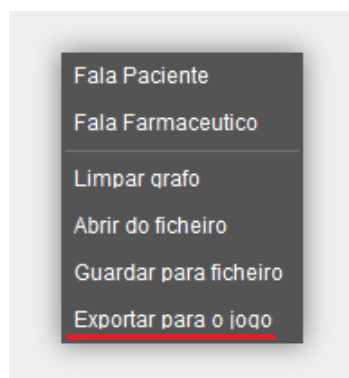 Fala Paciente
Fala Farmaceutico
Limpar grafo
Abrir do ficheiro
Guardar para ficheiro
Exportar para o jogo